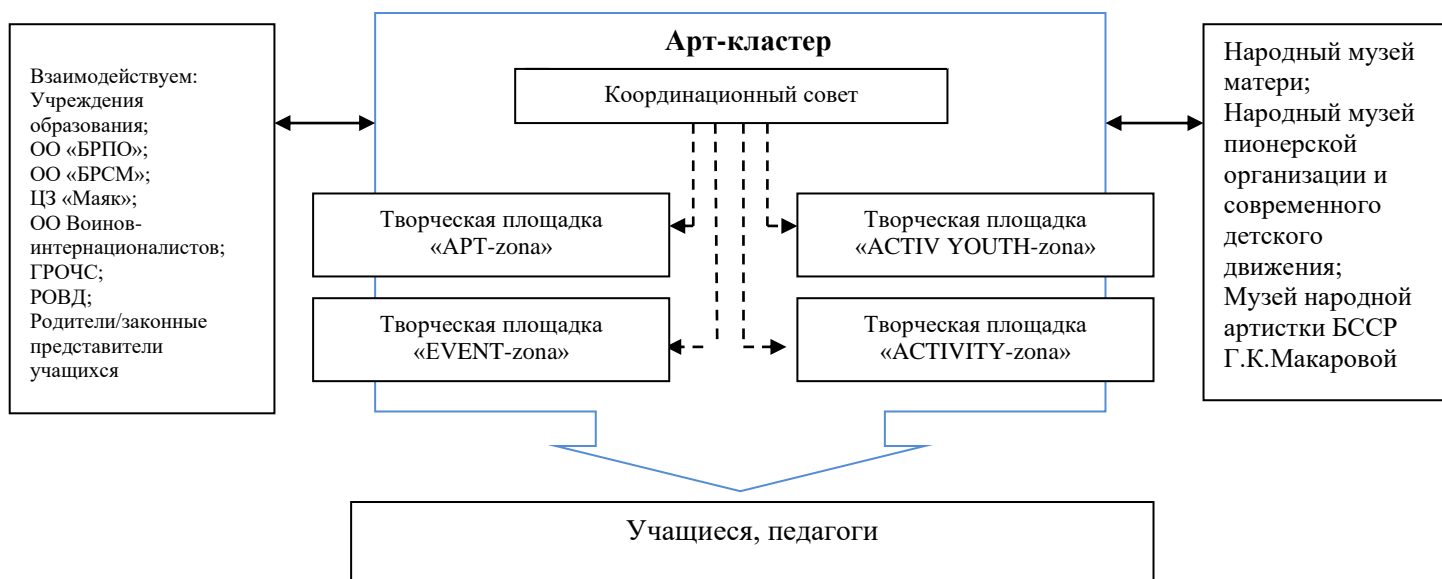 Взаимодействуем:
Учреждения
образования;
ОО «БРПО»;
ОО «БРСМ»;
ЦЗ «Маяк»;
ОО Воинов-
интернационалистов;
ГРОЧС;
РОВД;
Родители/законные
представители
учащихся
Арт-кластер
Координационный совет
Творческая площадка
«АРТ-zona»
Творческая площадка
«ACTIV YOUTH-zona»
Творческая площадка
«EVENT-zona»
Творческая площадка
«ACTIVITY-zona»
Народный музей
матери;
Народный музей
пионерской
организации и
современного
детского
движения;
Музей народной
артистки БССР
Г.К.Макаровой
Учащиеся, педагоги